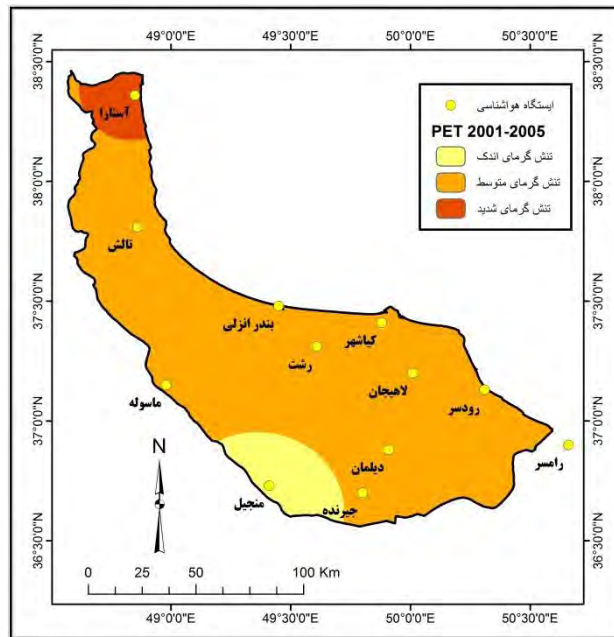 49°0'0"E 49°30'0"E 50°0'0"E 50°30'0"E
38°30'0"N
38°0'0"N
37°30'0"N
37°0'0"N
36°30'0"N
38°30'0"N
38°0'0"N
37°30'0"N
37°0'0"N
36°30'0"N
ایستگاه هواشناسی
PET 2001-2005
تنش گرمای اندک
تنش گرمای متوسط
تنش گرمای شدید
آستارا
تالش
بندر انزلی
کیاشهر
رشت
لاهیجان
رودسر
ماسوله
رامسر
دیلمان
منجیل
جیرنده
N
0 25 50 100 Km
49°0'0"E 49°30'0"E 50°0'0"E 50°30'0"E